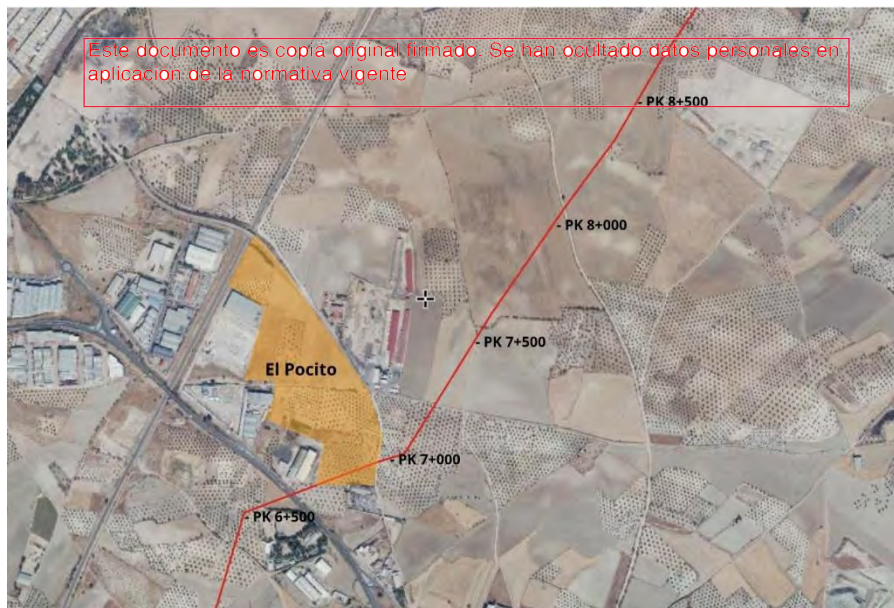 Este documento es copia original firmado. Se han ocultado datos personales en
aplicación de la normativa vigente
- PK 8+500
- PK 8+000
- PK 7+500
El Pocito
- PK 7+000
- PK 6+500